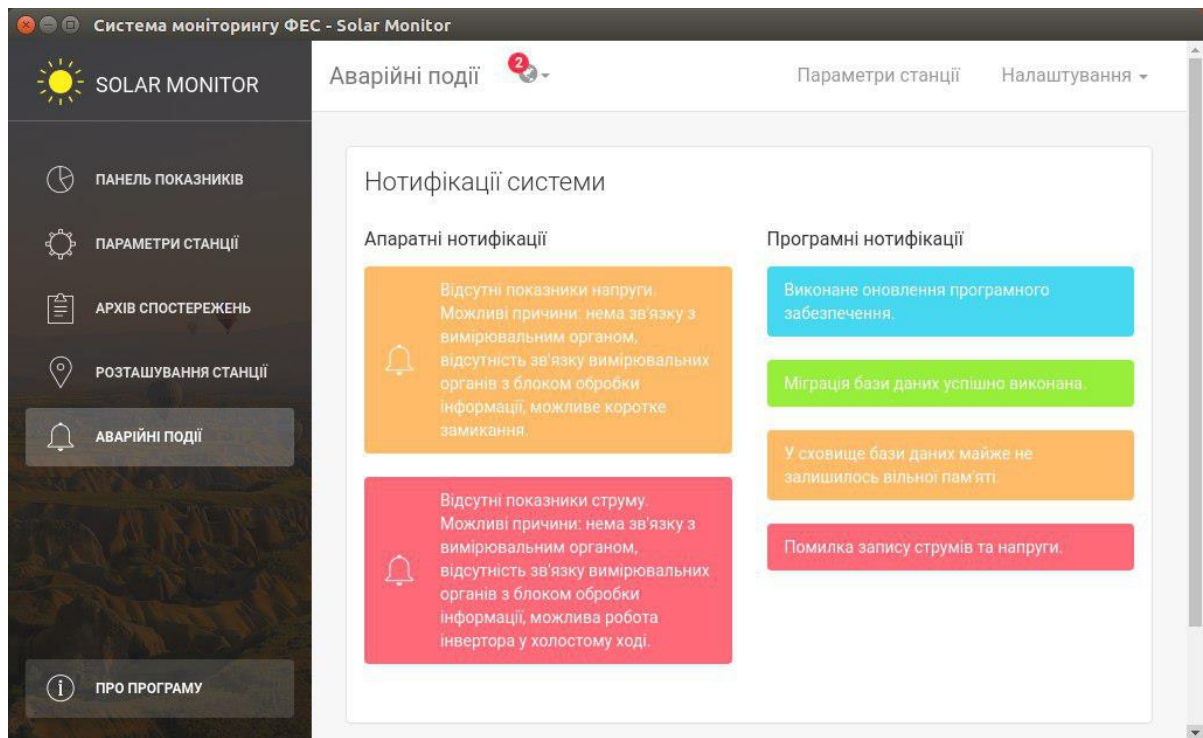 Система моніторингу ФЕС - Solar Monitor
SOLAR MONITOR
ПАНЕЛЬ ПОКАЗНИКІВ
ПАРАМЕТРИ СТАНЦІЇ
АРХІВ СПОСТЕРЕЖЕНЬ
РОЗТАШУВАННЯ СТАНЦІЇ
АВАРІЙНІ ПОДІЇ
ПРО ПРОГРАМУ
Аварійні події
2
Параметри станції
Налаштування
Нотифікації системи
Апаратні нотифікації
Відсутні показники напруги.
Можливі причини: нема зв'язку з
вимірювальним органом,
відсутність зв'язку вимірювальних
органів з блоком обробки
інформації, можливе коротке
замикання.
Відсутні показники струму.
Можливі причини: нема зв'язку з
вимірювальним органом,
відсутність зв'язку вимірювальних
органів з блоком обробки
інформації, можлива робота
інвертора у холостому ході.
Програмні нотифікації
Виконане оновлення програмного
забезпечення.
Міграція бази даних успішно виконана.
У сховище бази даних майже не
залишилось вільної пам'яті.
Помилка запису струмів та напруги.